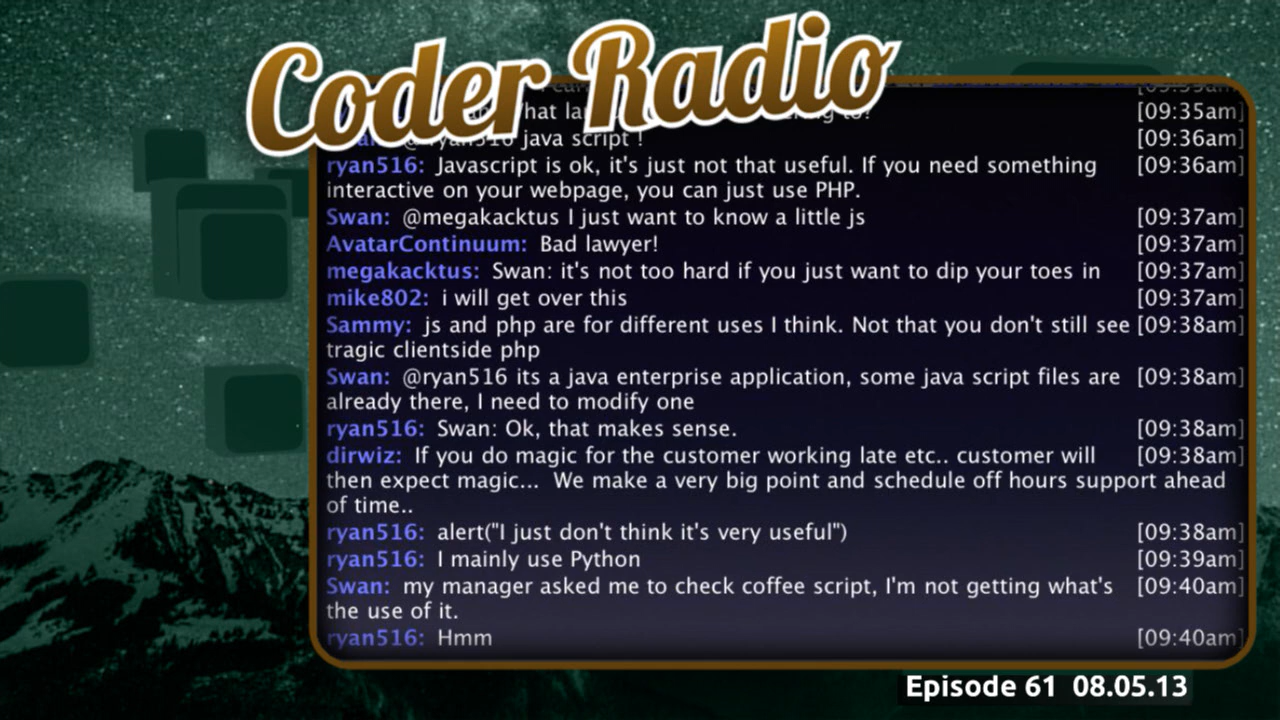 Coder Radio
[09:35am]
java script ! [09:36am]
ryan516: Javascript is ok, it's just not that useful. If you need something [09:36am]
interactive on your webpage, you can just use PHP.
Swan: @megakacktus I just want to know a little js [09:37am]
AvatarContinuum: Bad lawyer! [09:37am]
megakacktus: Swan: it's not too hard if you just want to dip your toes in [09:37am]
mike802: i will get over this [09:37am]
Sammy: js and php are for different uses I think. Not that you don't still see [09:38am]
tragic clientside php
Swan: @ryan516 its a java enterprise application, some java script files are [09:38am]
already there, I need to modify one
ryan516: Swan: Ok, that makes sense. [09:38am]
dirwiz: If you do magic for the customer working late etc.. customer will [09:38am]
then expect magic... We make a very big point and schedule off hours support ahead
of time..
ryan516: alert("I just don't think it's very useful") [09:38am]
ryan516: I mainly use Python [09:39am]
Swan: my manager asked me to check coffee script, I'm not getting what's [09:40am]
the use of it.
ryan516: Hmm [09:40am]
Episode 61 08.05.13